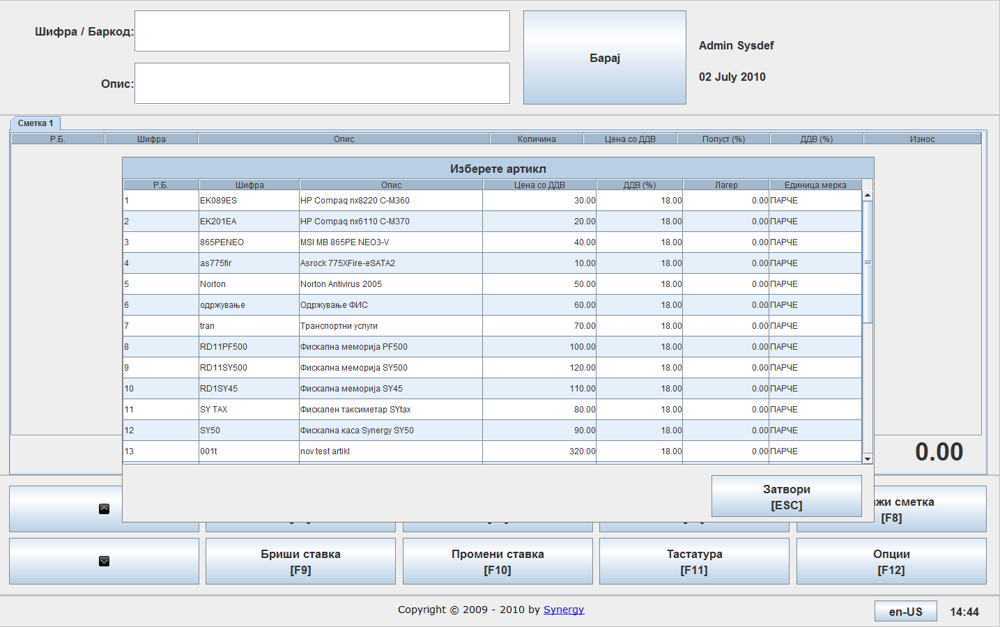 Шифра / Баркод:
Барај
Admin Sysdef
Опис:
02 July 2010
Сметка 1
Р.Б. Шифра Опис Количина Цена со ДДВ Попуст (%) ДДВ (%) Износ
Изберете артикл
Р.Б. Шифра Опис Цена со ДДВ ДДВ (%) Лагер Единица мерка
1 EK089ES HP Compaq nx8220 C-M360 30.00 18.00 0.00 ПАРЧЕ
2 EK201EA HP Compaq nx6110 C-M370 20.00 18.00 0.00 ПАРЧЕ
3 865PENEO MSI MB 865PE NEO3-V 40.00 18.00 0.00 ПАРЧЕ
4 as775fir Asrock 775XFire-eSATA2 10.00 18.00 0.00 ПАРЧЕ
5 Norton Norton Antivirus 2005 50.00 18.00 0.00 ПАРЧЕ
6 одржување Одржување ФИС 60.00 18.00 0.00 ПАРЧЕ
7 tran Транспортни услуги 70.00 18.00 0.00 ПАРЧЕ
8 RD11PF500 Фискална меморија PF500 100.00 18.00 0.00 ПАРЧЕ
9 RD11SY500 Фискална меморија SY500 120.00 18.00 0.00 ПАРЧЕ
10 RD1SY45 Фискална меморија SY45 110.00 18.00 0.00 ПАРЧЕ
11 SY TAX Фискален таксиметар SYtax 80.00 18.00 0.00 ПАРЧЕ
12 SY50 Фискална каса Synergy SY50 90.00 18.00 0.00 ПАРЧЕ
13 001t nov test artikl 320.00 18.00 0.00 ПАРЧЕ
0.00
Затвори
[ESC]
сметка
[F8]
Бриши ставка
[F9]
Промени ставка
[F10]
Тастатура
[F11]
Опции
[F12]
Copyright © 2009 - 2010 by Synergy
en-US
14:44